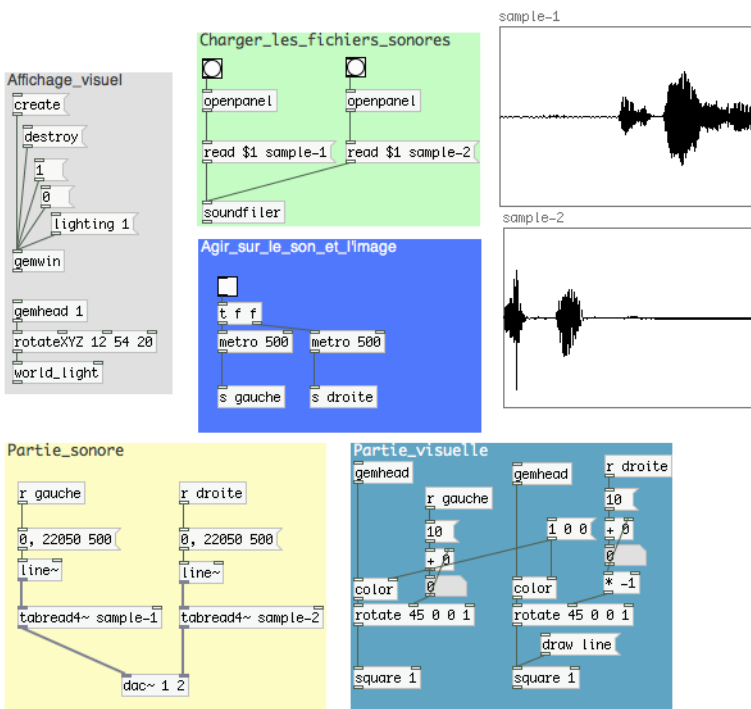 Affichage_visuel
create
destroy
1
0
lighting 1
gemwin
gemhead 1
rotateXYZ 12 54 20
world_light
Charger_les_fichiers_sonores
openpanel
openpanel
read $1 sample-1
read $1 sample-2
soundfiler
Agir_sur_le_son_et_l'image
t f f
metro 500
metro 500
s gauche
s droite
sample-1
sample-2
Partie_sonore
r gauche
r droite
0, 22050 500
0, 22050 500
line~
line~
tabread4~ sample-1
tabread4~ sample-2
dac~ 1 2
Partie_visuelle
gemhead
r gauche
10
+ 0
0
color
rotate 45 0 0 1
square 1
gemhead
r droite
10
1 0 0
+ 0
0
* -1
color
rotate 45 0 0 1
draw line
square 1